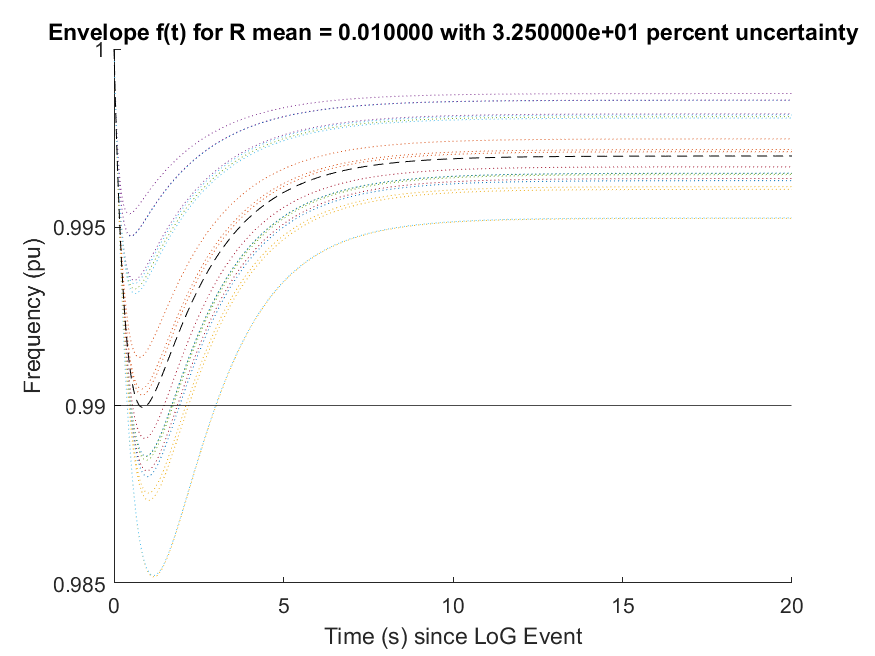 Envelope f(t) for R mean = 0.010000 with 3.250000e+01 percent uncertainty
1
0.995
0.99
0.985
Frequency (pu)
0 5 10 15 20
Time (s) since LoG Event